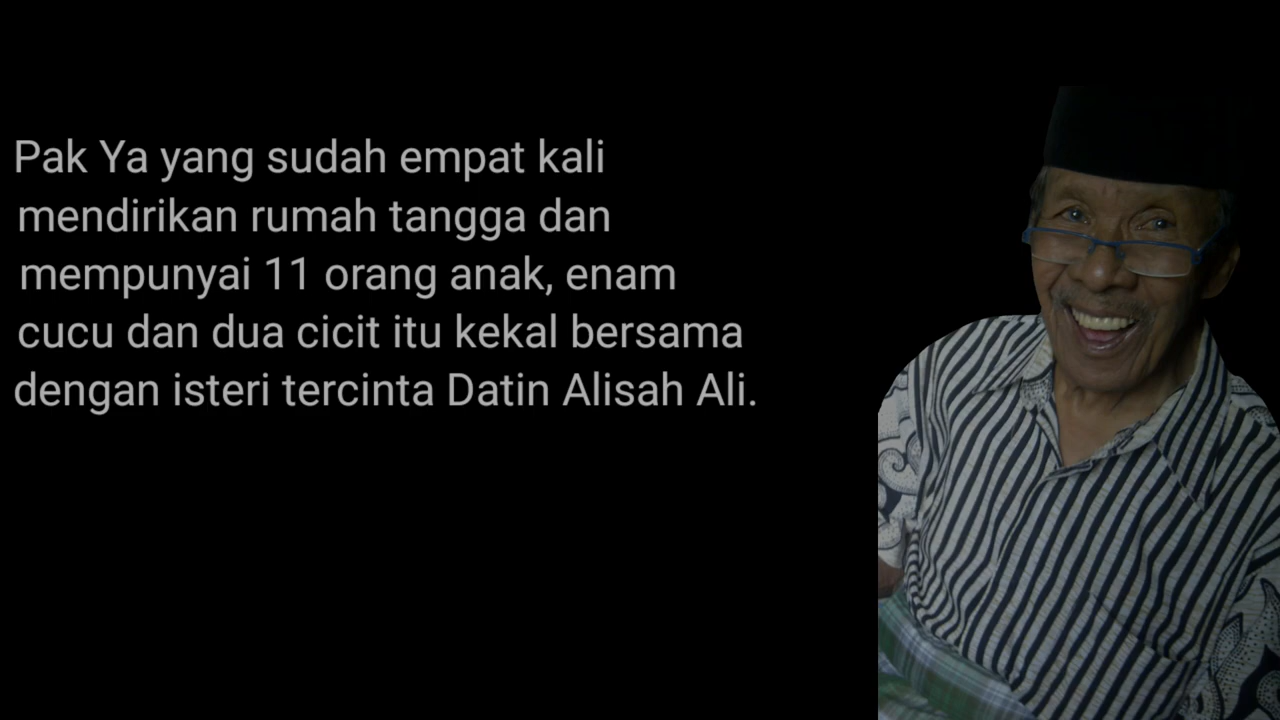 Pak Ya yang sudah empat kali
mendirikan rumah tangga dan
mempunyai 11 orang anak, enam
cucu dan dua cicit itu kekal bersama
dengan isteri tercinta Datin Alisah Ali.